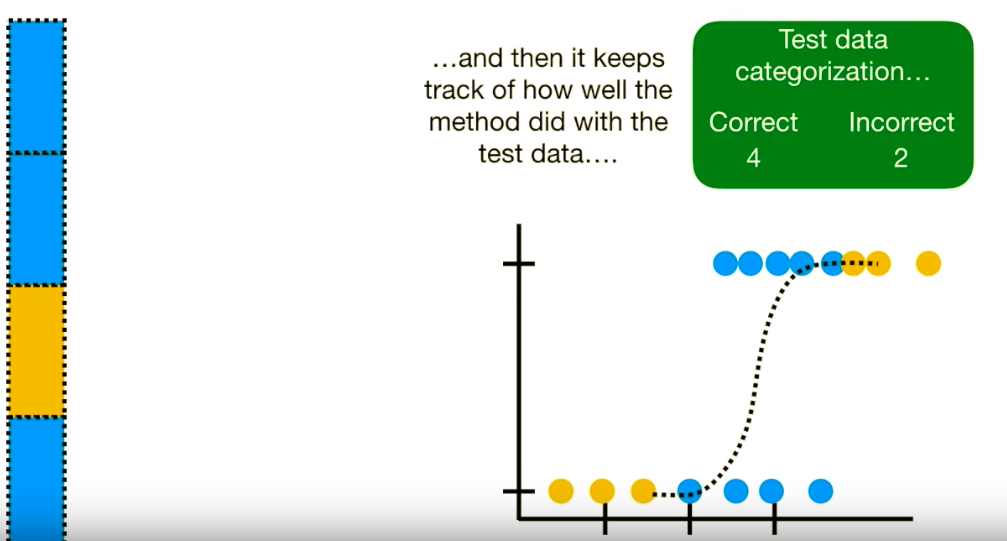 …and then it keeps
track of how well the
method did with the
test data….
Test data
categorization…
Correct Incorrect
4 2